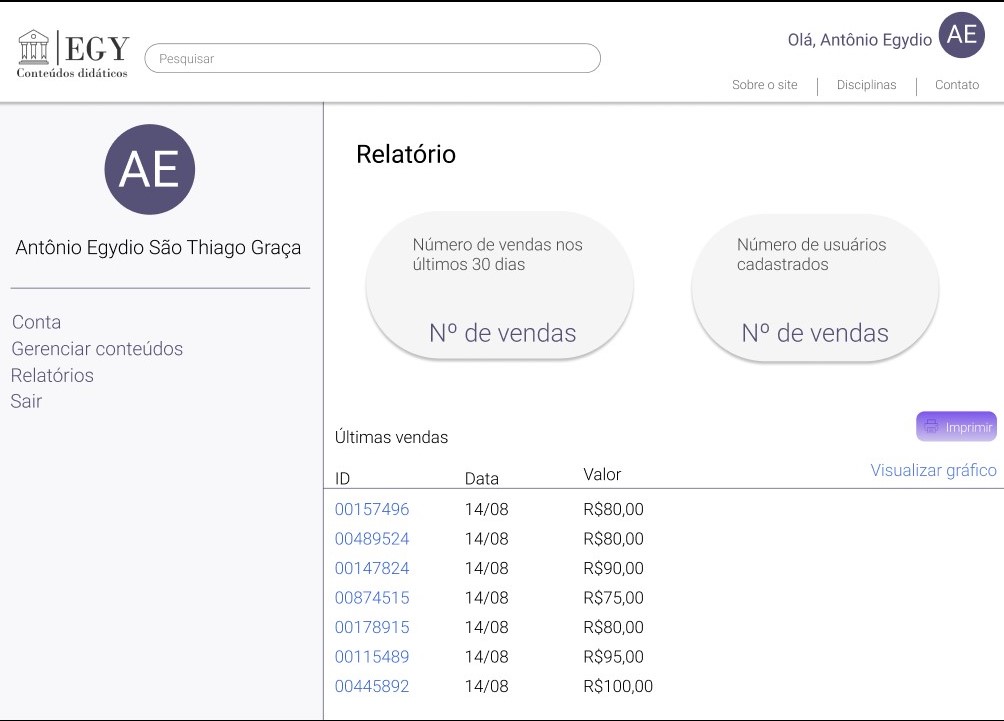 EGY
Conteúdos didáticos
Pesquisar
Olá, Antônio Egydio
AE
Sobre o site
Disciplinas
Contato
AE
Antônio Egydio São Thiago Graça
Conta
Gerenciar conteúdos
Relatórios
Sair
Relatório
Número de vendas nos
últimos 30 dias
Nº de vendas
Número de usuários
cadastrados
Nº de vendas
Imprimir
Últimas vendas
Visualizar gráfico
ID Data Valor
00157496 14/08 R$80,00
00489524 14/08 R$80,00
00147824 14/08 R$90,00
00874515 14/08 R$75,00
00178915 14/08 R$80,00
00115489 14/08 R$95,00
00445892 14/08 R$100,00